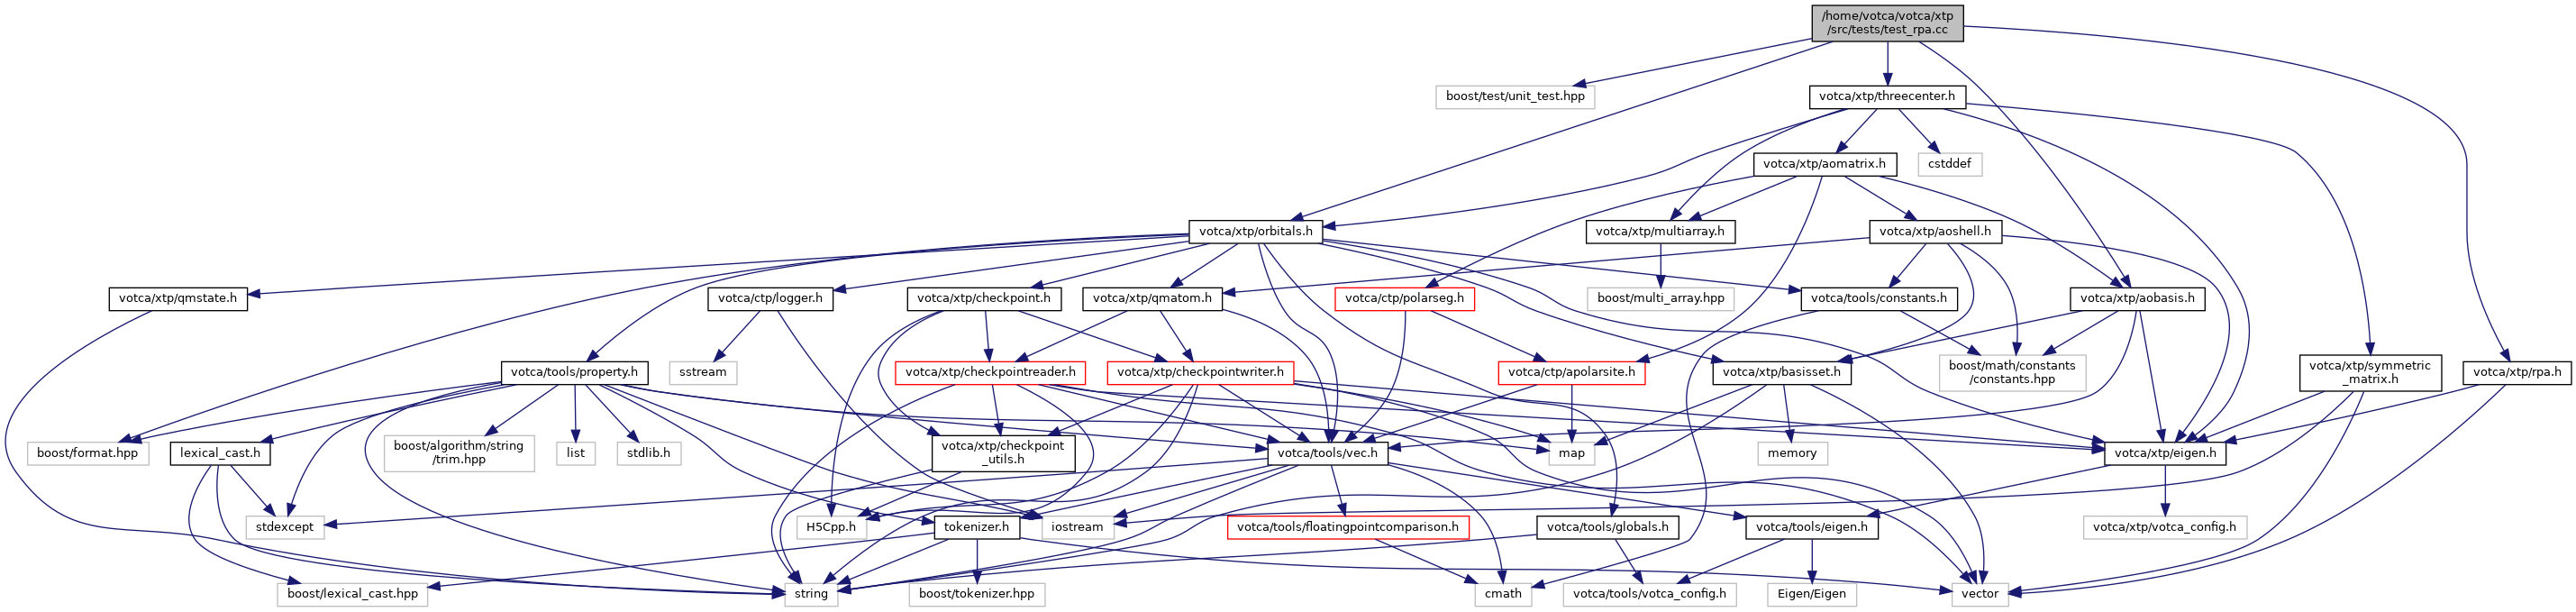 /home/votca/votca/xtp
/src/tests/test_rpa.cc
boost/test/unit_test.hpp
votca/xtp/threecenter.h
votca/xtp/aomatrix.h
cstddef
votca/xtp/orbitals.h
votca/xtp/multiarray.h
votca/xtp/aoshell.h
votca/xtp/qmstate.h
votca/ctp/logger.h
votca/xtp/checkpoint.h
votca/xtp/qmatom.h
votca/ctp/polarseg.h
boost/multi_array.hpp
votca/tools/constants.h
votca/xtp/aobasis.h
votca/tools/property.h
sstream
votca/xtp/checkpointreader.h
votca/xtp/checkpointwriter.h
votca/ctp/apolarsite.h
votca/xtp/basisset.h
boost/math/constants
/constants.hpp
votca/xtp/symmetric
_matrix.h
votca/xtp/rpa.h
boost/format.hpp
lexical_cast.h
boost/algorithm/string
/trim.hpp
list
stdlib.h
votca/xtp/checkpoint
_utils.h
votca/tools/vec.h
map
memory
votca/xtp/eigen.h
stdexcept
H5Cpp.h
tokenizer.h
iostream
votca/tools/floatingpointcomparison.h
votca/tools/globals.h
votca/tools/eigen.h
votca/xtp/votca_config.h
boost/lexical_cast.hpp
string
boost/tokenizer.hpp
cmath
votca/tools/votca_config.h
Eigen/Eigen
vector